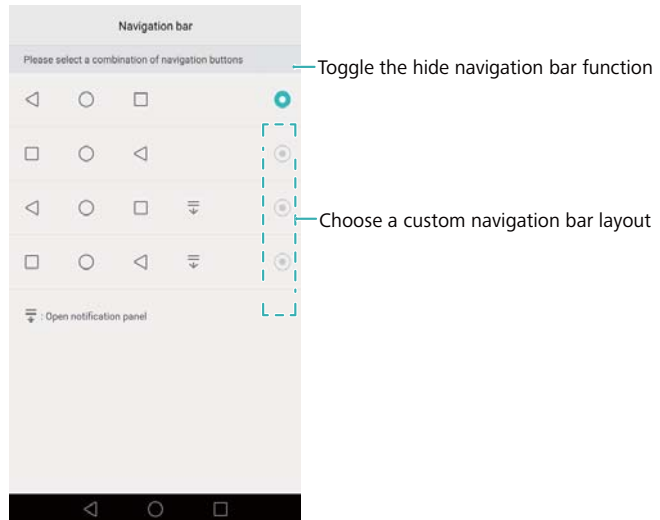 Navigation bar
Please select a combination of navigation buttons
Toggle the hide navigation bar function
Choose a custom navigation bar layout
: Open notification panel